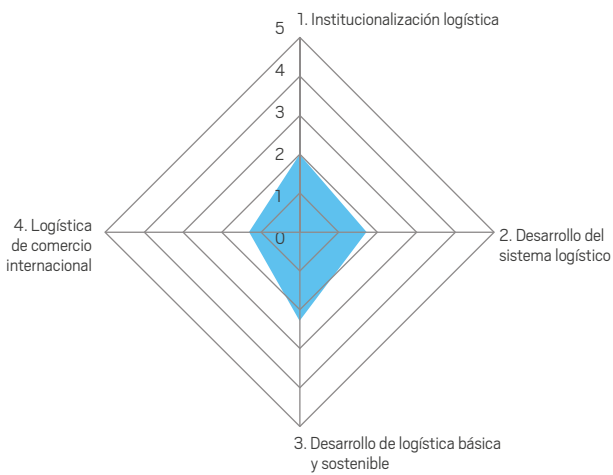 1. Institucionalización logística
5
4
3
2
1
0
4. Logística
de comercio
internacional
2. Desarrollo del
sistema logístico
3. Desarrollo de logística básica
y sostenible